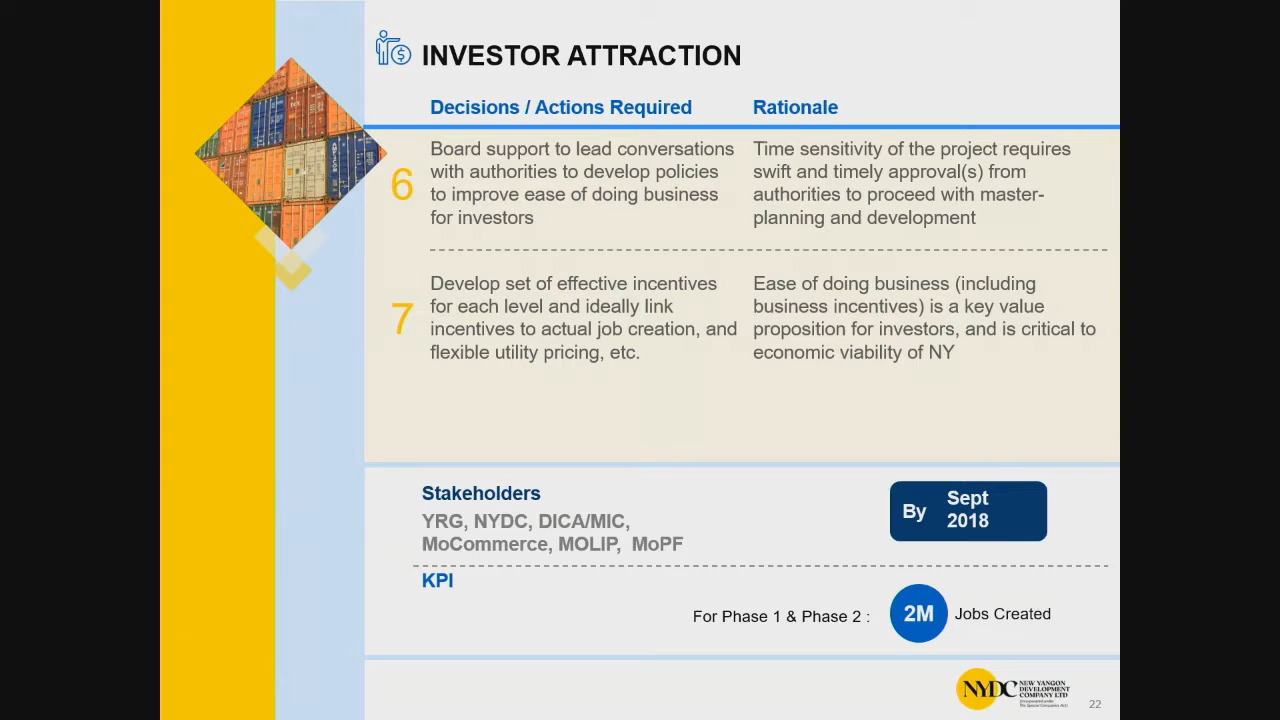 INVESTOR ATTRACTION
Decisions / Actions Required
Rationale
6
Board support to lead conversations
with authorities to develop policies
to improve ease of doing business
for investors
Time sensitivity of the project requires
swift and timely approval(s) from
authorities to proceed with master-
planning and development
7
Develop set of effective incentives
for each level and ideally link
incentives to actual job creation, and
flexible utility pricing, etc.
Ease of doing business (including
business incentives) is a key value
proposition for investors, and is critical to
economic viability of NY
Stakeholders
YRG, NYDC, DICA/MIC,
MoCommerce, MOLIP, MoPF
By
Sept
2018
KPI
For Phase 1 & Phase 2 :
2M
Jobs Created
NYDC
NEW YANGON
DEVELOPMENT
COMPANY LTD
22